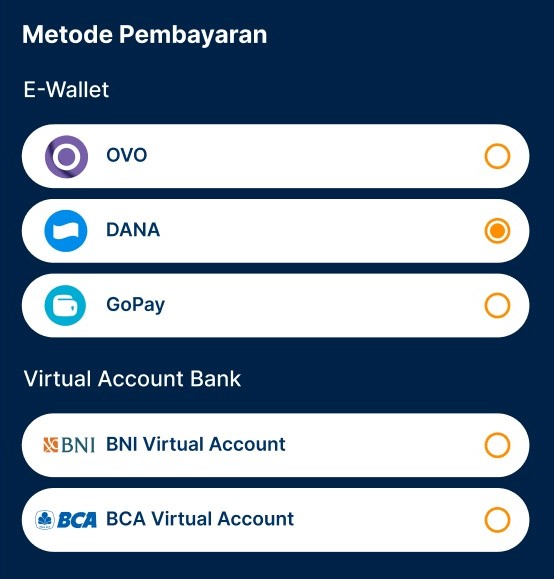 Metode Pembayaran
E-Wallet
OVO
DANA
GoPay
Virtual Account Bank
BNI BNI Virtual Account
BCA BCA Virtual Account